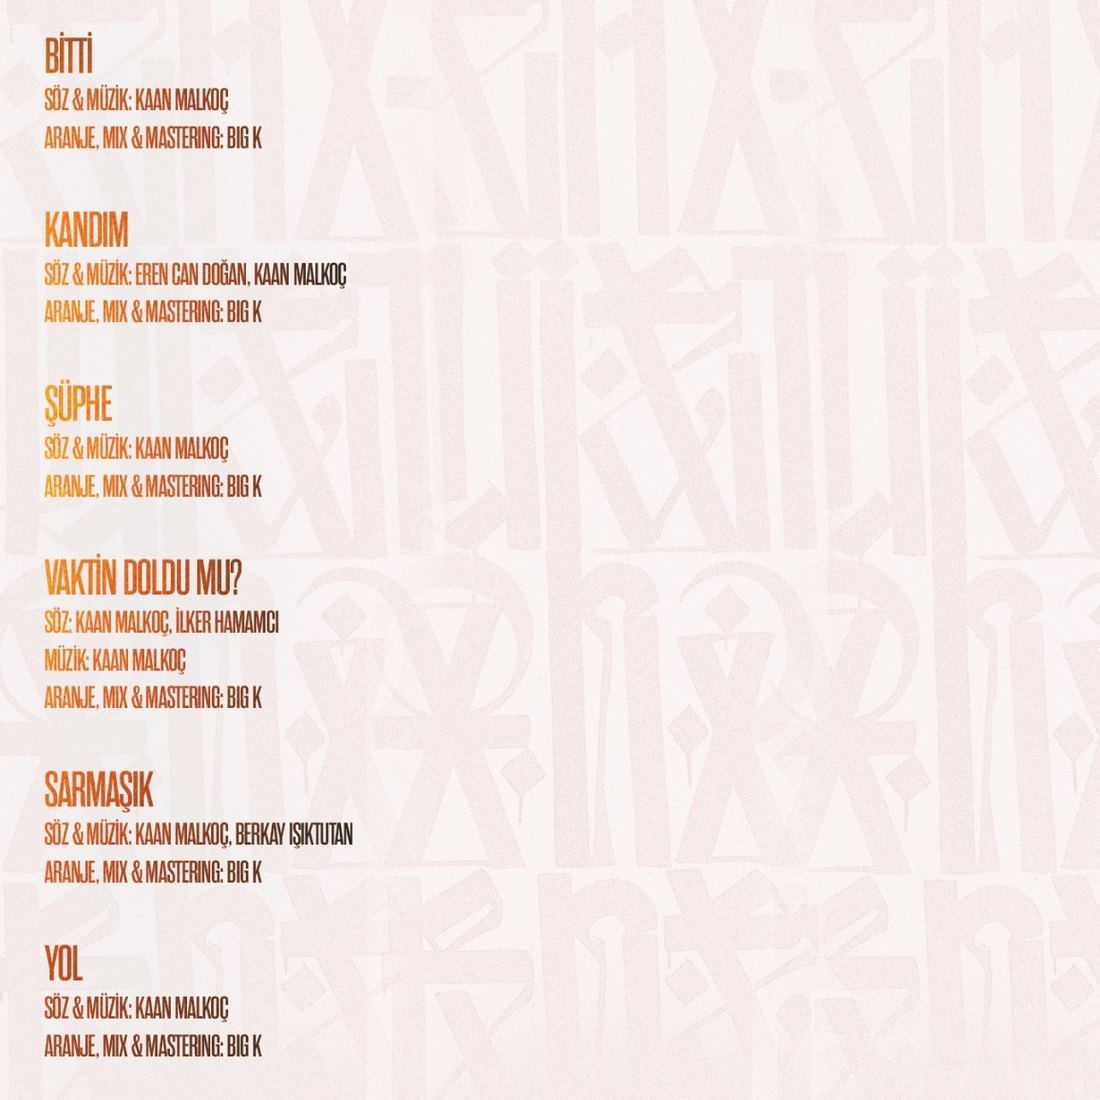 BİTTİ
SÖZ & MÜZİK: KAAN MALKOÇ
ARANJE, MIX & MASTERING: BIG K
KANDIM
SÖZ & MÜZİK: EREN CAN DOĞAN, KAAN MALKOÇ
ARANJE, MIX & MASTERING: BIG K
ŞÜPHE
SÖZ & MÜZİK: KAAN MALKOÇ
ARANJE, MIX & MASTERING: BIG K
VAKTİN DOLDU MU?
SÖZ: KAAN MALKOÇ, İLKER HAMAMCI
MÜZİK: KAAN MALKOÇ
ARANJE, MIX & MASTERING: BIG K
SARMAŞIK
SÖZ & MÜZİK: KAAN MALKOÇ, BERKAY IŞIKTUTAN
ARANJE, MIX & MASTERING: BIG K
YOL
SÖZ & MÜZİK: KAAN MALKOÇ
ARANJE, MIX & MASTERING: BIG K